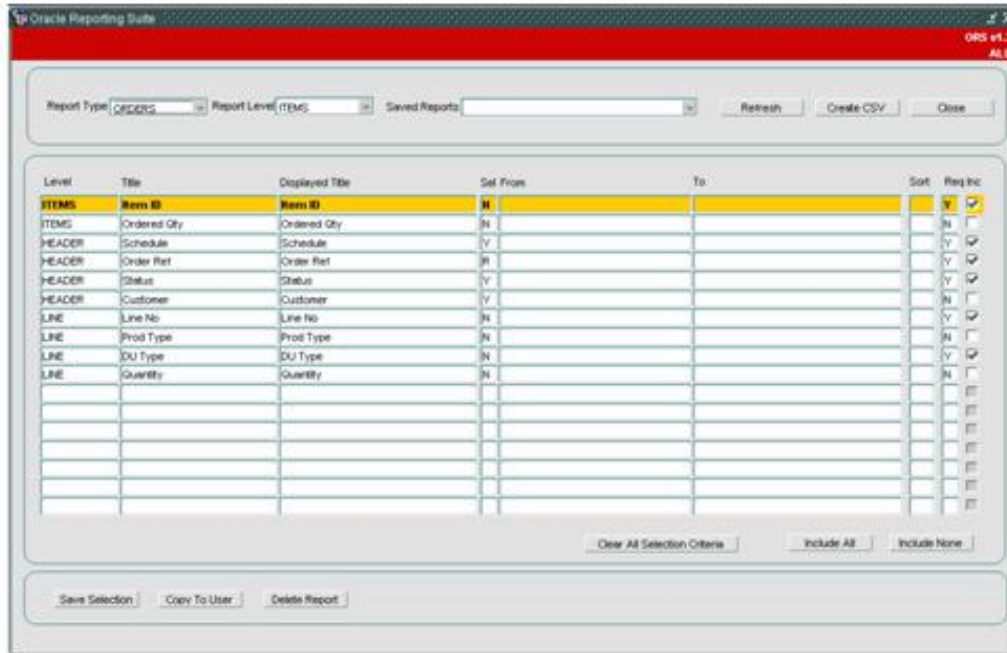 Oracle Reporting Suite
ORS v1.
Report Type ORDERS Report Level ITEMS Saved Reports Refresh Create CSV Close
Level Title Displayed Title Sel From To Sort Req Inc
ITEMS Item ID Item ID N Y
ITEMS Ordered Qty Ordered Qty N N
HEADER Schedule Schedule Y Y
HEADER Order Ref Order Ref R Y
HEADER Status Status Y Y
HEADER Customer Customer Y N
LINE Line No Line No N Y
LINE Prod Type Prod Type N N
LINE DU Type DU Type N Y
LINE Quantity Quantity N N
Clear All Selection Criteria Include All Include None
Save Selection Copy To User Delete Report